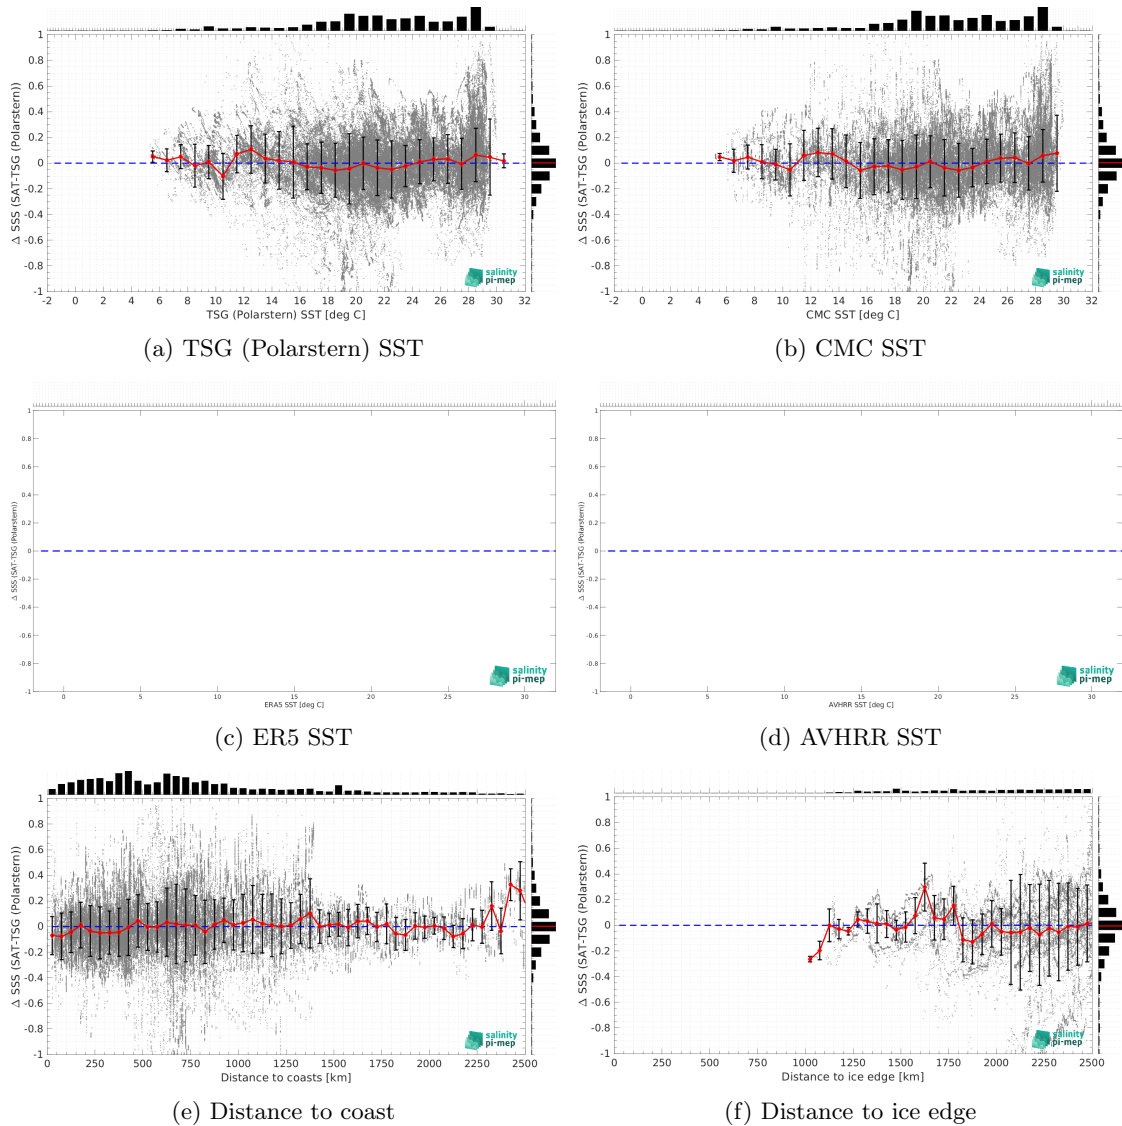 Δ SSS (SAT-TSG (Polarstern))
1
0.8
0.6
0.4
0.2
0
-0.2
-0.4
-0.6
-0.8
-1
-2 0 2 4 6 8 10 12 14 16 18 20 22 24 26 28 30 32
TSG (Polarstern) SST [deg C]
salinity
pi-mep
(a) TSG (Polarstern) SST
Δ SSS (SAT-TSG (Polarstern))
1
0.8
0.6
0.4
0.2
0
-0.2
-0.4
-0.6
-0.8
-1
-2 0 2 4 6 8 10 12 14 16 18 20 22 24 26 28 30 32
CMC SST [deg C]
salinity
pi-mep
(b) CMC SST
Δ SSS (SAT-TSG (Polarstern))
1
0.8
0.6
0.4
0.2
0
-0.2
-0.4
-0.6
-0.8
-1
0 5 10 15 20 25 30
ERA5 SST [deg C]
salinity
pi-mep
(c) ER5 SST
Δ SSS (SAT-TSG (Polarstern))
1
0.8
0.6
0.4
0.2
0
-0.2
-0.4
-0.6
-0.8
-1
0 5 10 15 20 25 30
AVHRR SST [deg C]
salinity
pi-mep
(d) AVHRR SST
Δ SSS (SAT-TSG (Polarstern))
1
0.8
0.6
0.4
0.2
0
-0.2
-0.4
-0.6
-0.8
-1
0 250 500 750 1000 1250 1500 1750 2000 2250 2500
Distance to coasts [km]
salinity
pi-mep
(e) Distance to coast
Δ SSS (SAT-TSG (Polarstern))
1
0.8
0.6
0.4
0.2
0
-0.2
-0.4
-0.6
-0.8
-1
0 250 500 750 1000 1250 1500 1750 2000 2250 2500
Distance to ice edge [km]
salinity
pi-mep
(f) Distance to ice edge